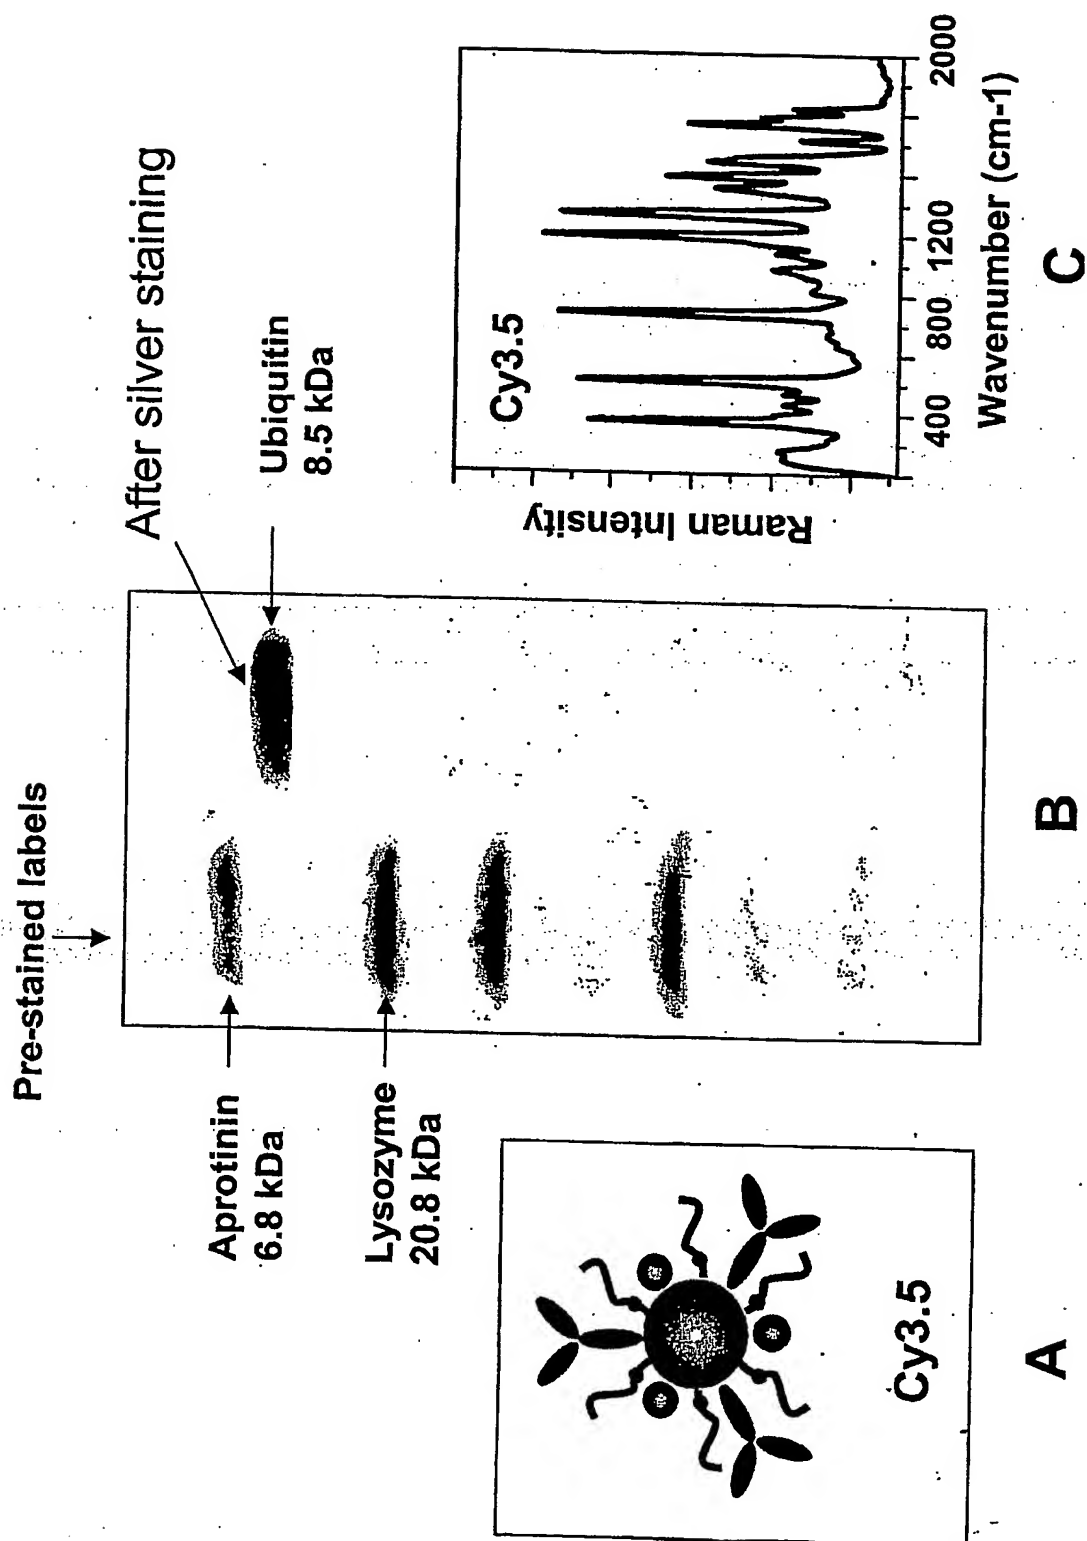 Pre-stained labels
After silver staining
Aprotinin
6.8 kDa
Lysozyme
20.8 kDa
Ubiquitin
8.5 kDa
Cy3.5
A
B
Cy3.5
Raman Intensity
400
800
1200
2000
Wavenumber (cm-1)
C